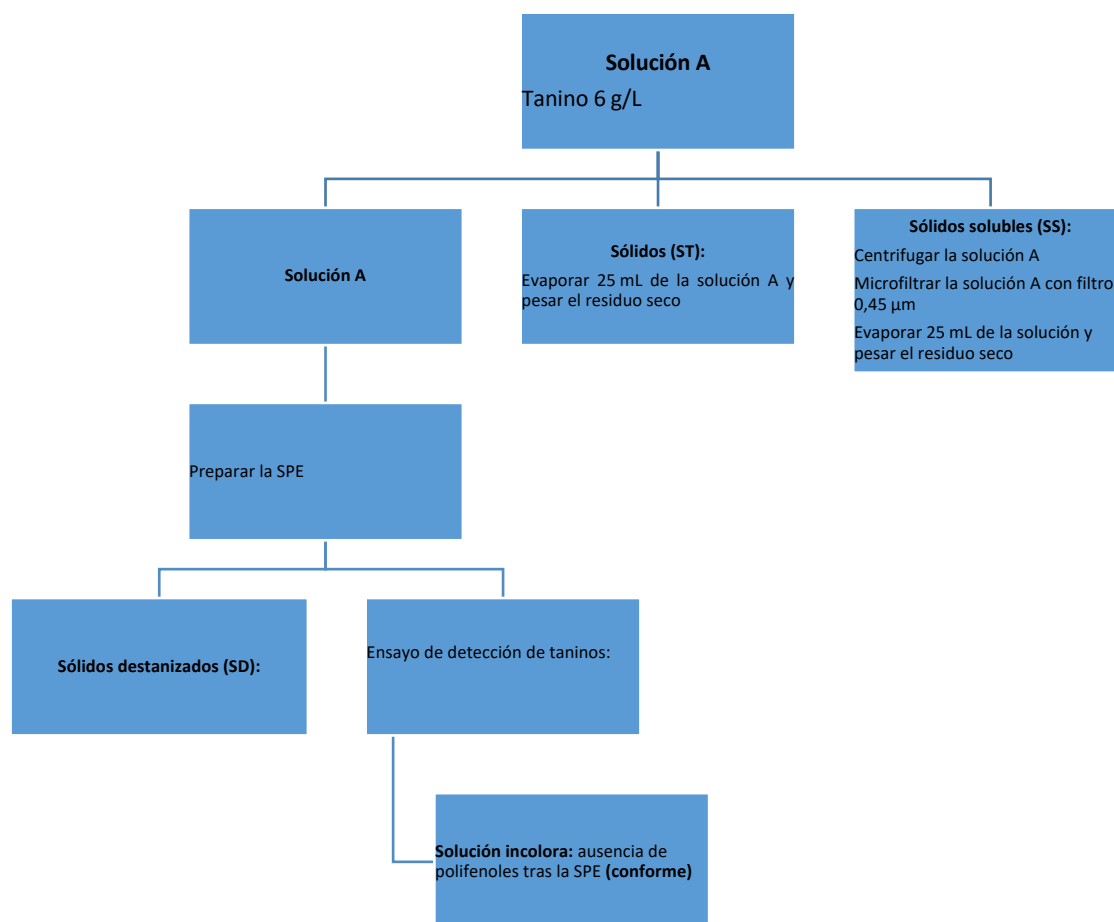 Solución A
Tanino 6 g/L
Solución A
Sólidos (ST):
Evaporar 25 mL de la solución A y
pesar el residuo seco
Sólidos solubles (SS):
Centrifugar la solución A
Microfiltrar la solución A con filtro
0,45 µm
Evaporar 25 mL de la solución y
pesar el residuo seco
Preparar la SPE
Sólidos destanizados (SD):
Ensayo de detección de taninos:
Solución incolora: ausencia de
polifenoles tras la SPE (conforme)